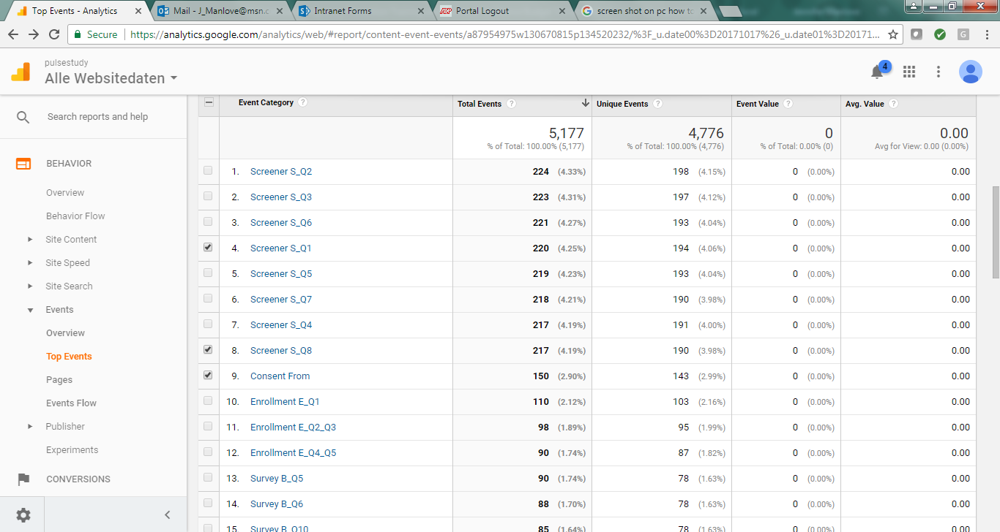 Top Events - Analytics
Mail - J_Manlove@msn.c
Intranet Forms
ADP Portal Logout
screen shot on pc how to
Secure
https://analytics.google.com/analytics/web/#report/content-event-events/a87954975w130670815p134520232/%3F_u.date00%3D20171017%26_u.date01%3D20171...
G
pulsestudy
Alle Websitedaten
4
Search reports and help
BEHAVIOR
Overview
Behavior Flow
Site Content
Site Speed
Site Search
Events
Overview
Top Events
Pages
Events Flow
Publisher
Experiments
CONVERSIONS
Event Category ? Total Events ? Unique Events ? Event Value ? Avg. Value ?
5,177 4,776 0 0.00
% of Total: 100.00% (5,177) % of Total: 100.00% (4,776) % of Total: 0.00% (0) Avg for View: 0.00 (0.00%)
1. Screener S_Q2 224 (4.33%) 198 (4.15%) 0 (0.00%) 0.00
2. Screener S_Q3 223 (4.31%) 197 (4.12%) 0 (0.00%) 0.00
3. Screener S_Q6 221 (4.27%) 193 (4.04%) 0 (0.00%) 0.00
4. Screener S_Q1 220 (4.25%) 194 (4.06%) 0 (0.00%) 0.00
5. Screener S_Q5 219 (4.23%) 193 (4.04%) 0 (0.00%) 0.00
6. Screener S_Q7 218 (4.21%) 190 (3.98%) 0 (0.00%) 0.00
7. Screener S_Q4 217 (4.19%) 191 (4.00%) 0 (0.00%) 0.00
8. Screener S_Q8 217 (4.19%) 190 (3.98%) 0 (0.00%) 0.00
9. Consent From 150 (2.90%) 143 (2.99%) 0 (0.00%) 0.00
10. Enrollment E_Q1 110 (2.12%) 103 (2.16%) 0 (0.00%) 0.00
11. Enrollment E_Q2_Q3 98 (1.89%) 95 (1.99%) 0 (0.00%) 0.00
12. Enrollment E_Q4_Q5 90 (1.74%) 87 (1.82%) 0 (0.00%) 0.00
13. Survey B_Q5 90 (1.74%) 78 (1.63%) 0 (0.00%) 0.00
14. Survey B_Q6 88 (1.70%) 78 (1.63%) 0 (0.00%) 0.00
15. Survey B_Q10 85 (1.64%) 78 (1.63%) 0 (0.00%) 0.00